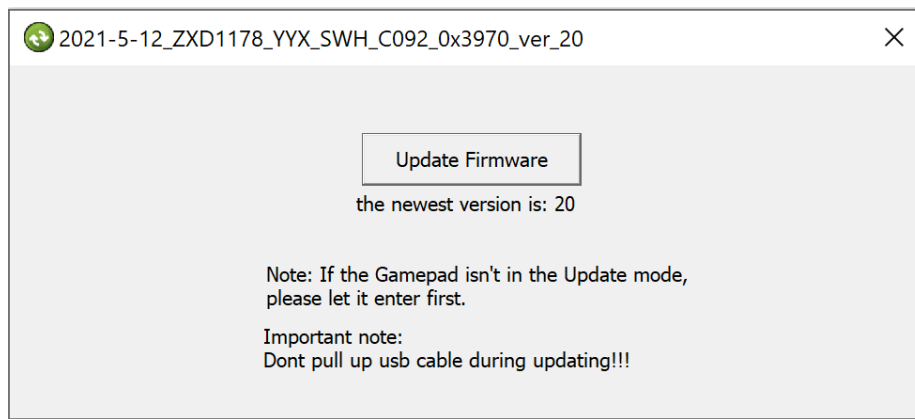 2021-5-12_ZXD1178_YYX_SWH_C092_0x3970_ver_20
Update Firmware
the newest version is: 20
Note: If the Gamepad isn't in the Update mode,
please let it enter first.
Important note:
Dont pull up usb cable during updating!!!